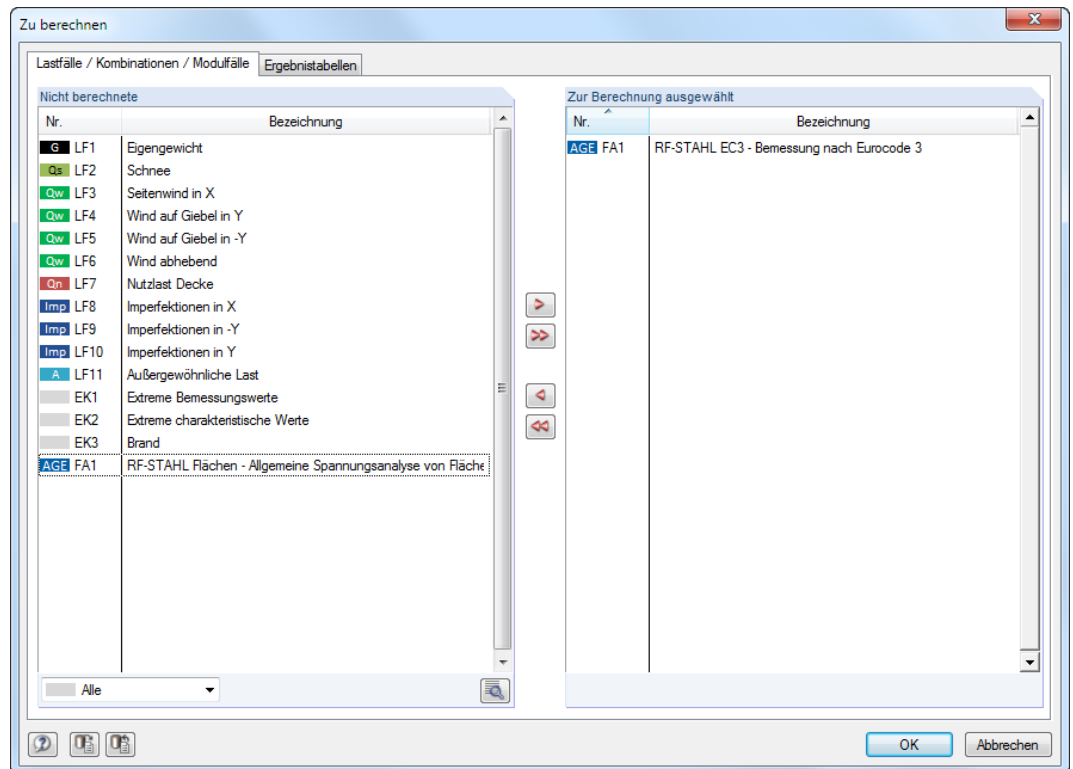 Zu berechnen
Lastfälle / Kombinationen / Modulfälle Ergebnistabellen
Nicht berechnete
Nr. Bezeichnung
G LF1 Eigengewicht
Qs LF2 Schnee
Qw LF3 Seitenwind in X
Qw LF4 Wind auf Giebel in Y
Qw LF5 Wind auf Giebel in -Y
Qw LF6 Wind abhebend
Qn LF7 Nutzlast Decke
Imp LF8 Imperfektionen in X
Imp LF9 Imperfektionen in -Y
Imp LF10 Imperfektionen in Y
A LF11 Außergewöhnliche Last
EK1 Extreme Bemessungswerte
EK2 Extreme charakteristische Werte
EK3 Brand
AGE FA1 RF-STAHL Flächen - Allgemeine Spannungsanalyse von Fläche
Alle
> 
>>
<
<<
Zur Berechnung ausgewählt
Nr. Bezeichnung
AGE FA1 RF-STAHL EC3 - Bemessung nach Eurocode 3
OK Abbrechen